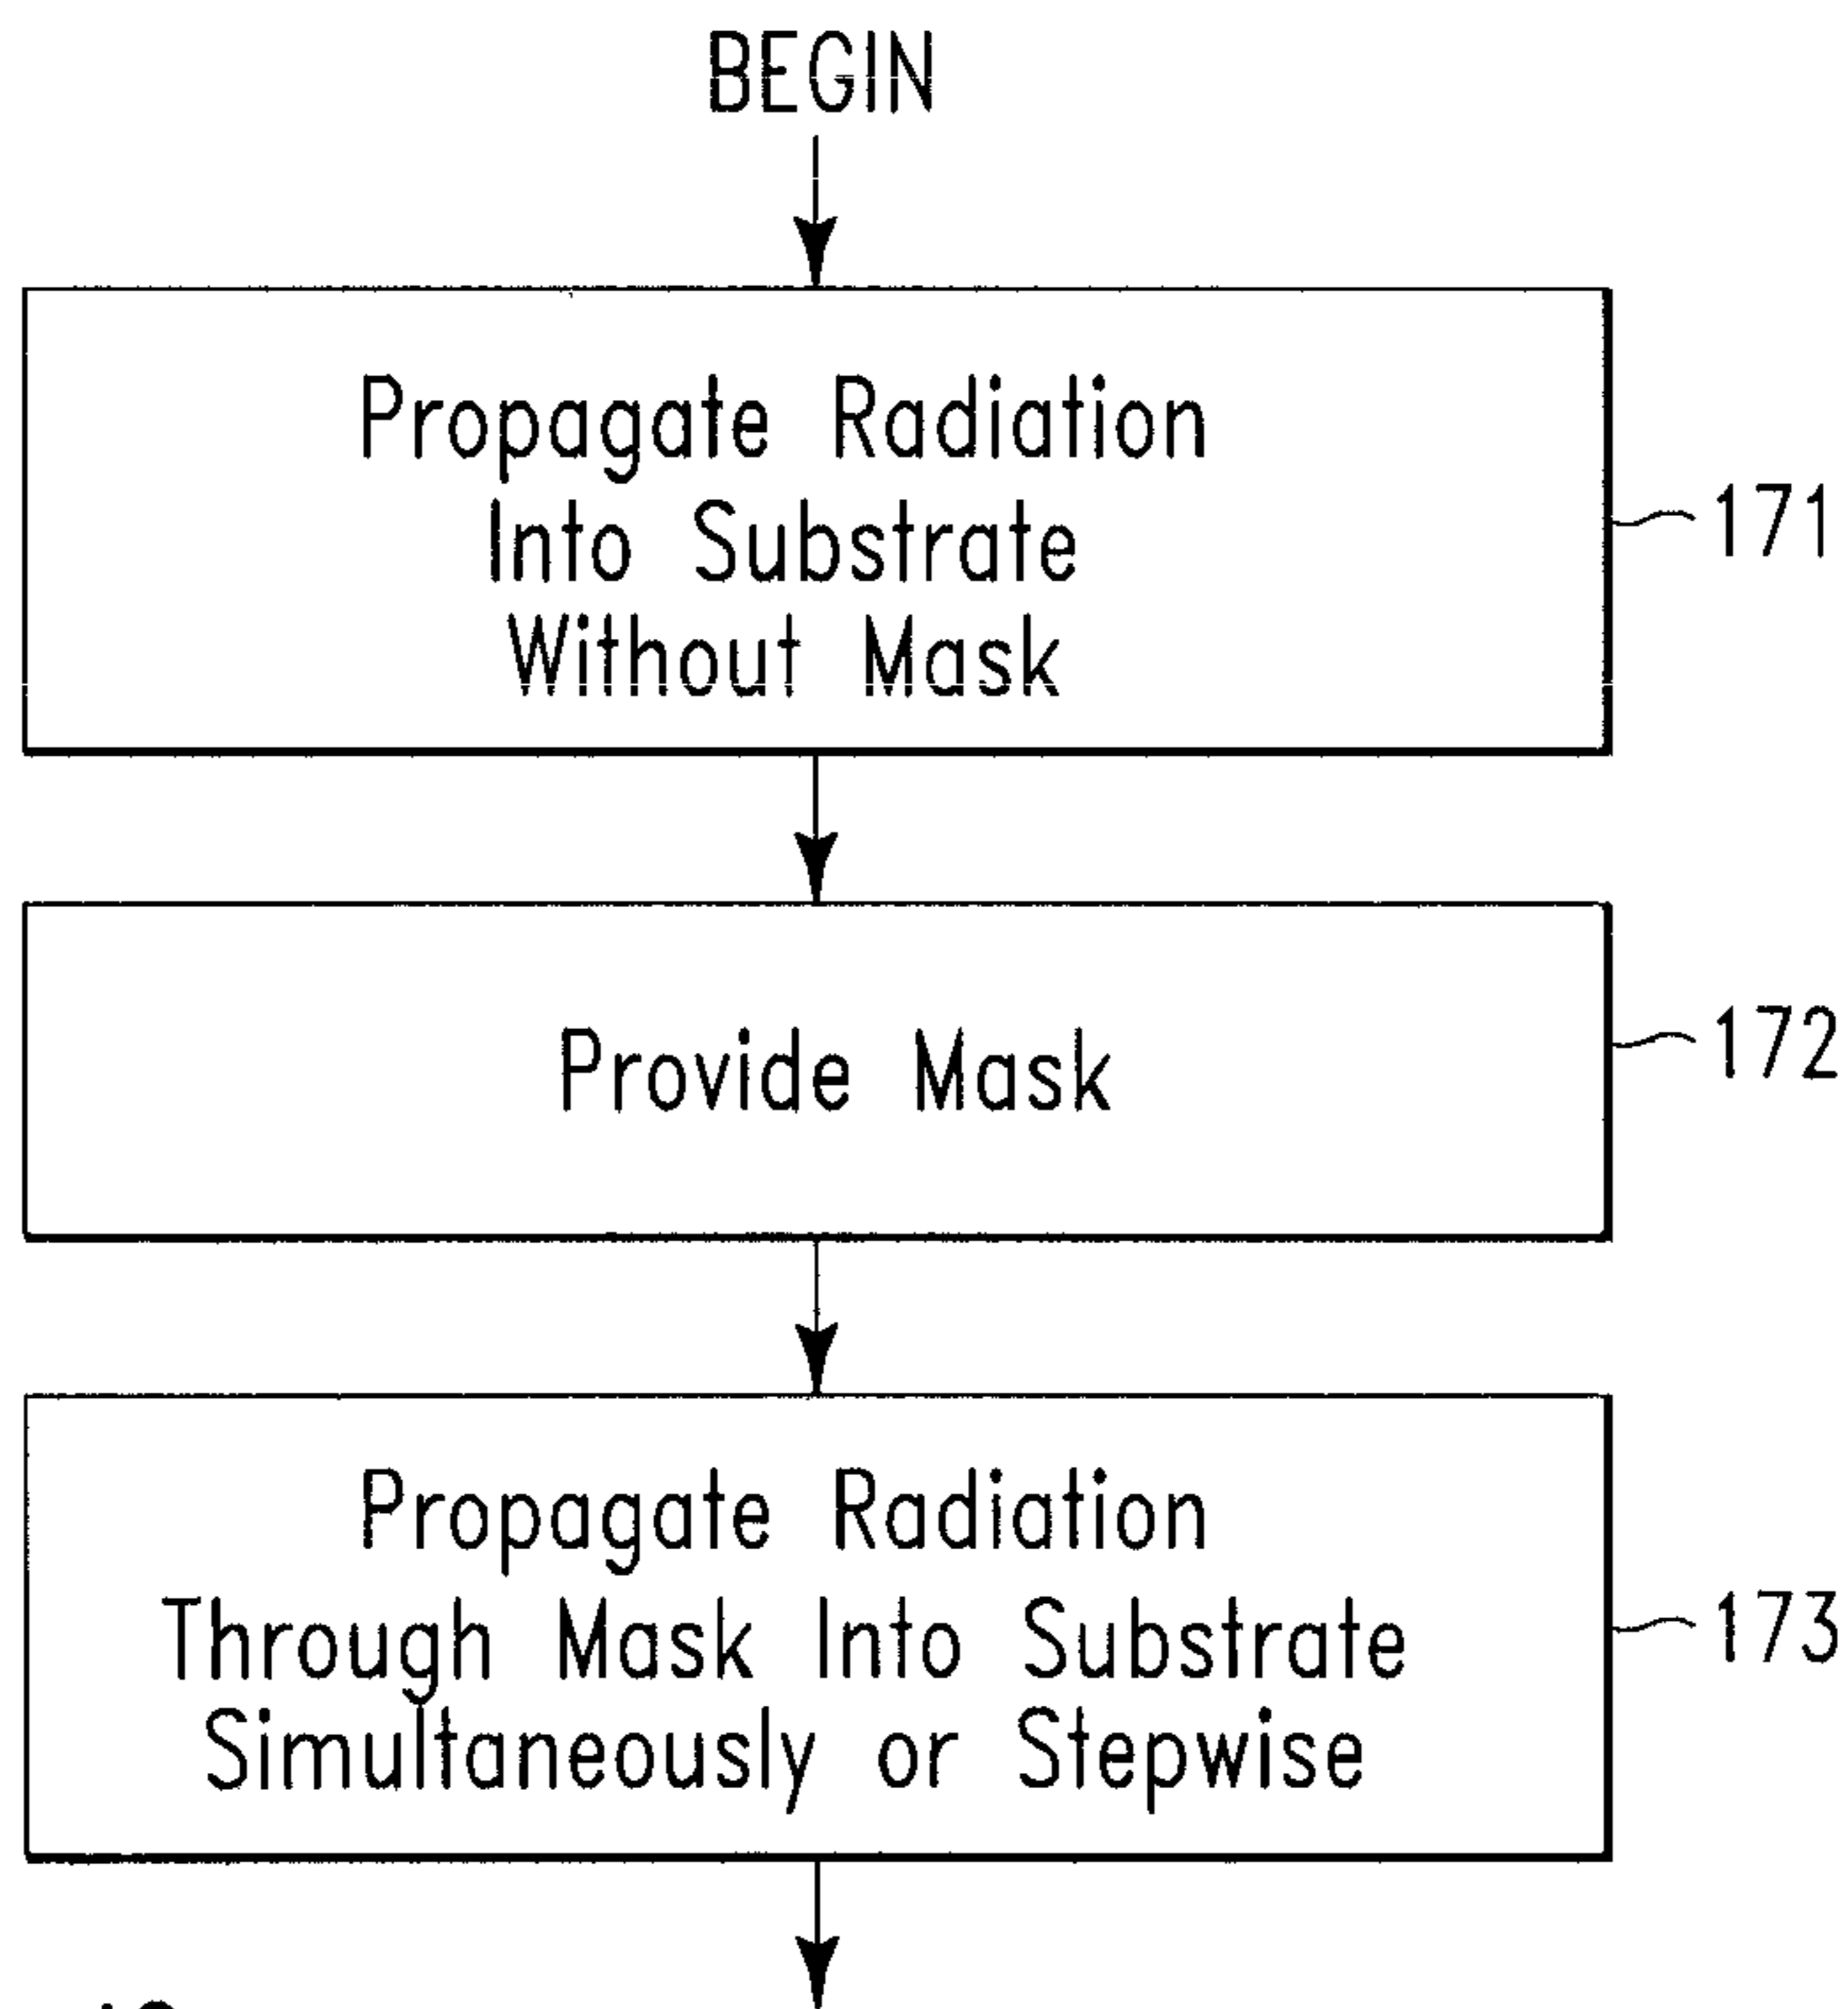 BEGIN
Propagate Radiation
Into Substrate
Without Mask
171
Provide Mask
172
Propagate Radiation
Through Mask Into Substrate
Simultaneously or Stepwise
173